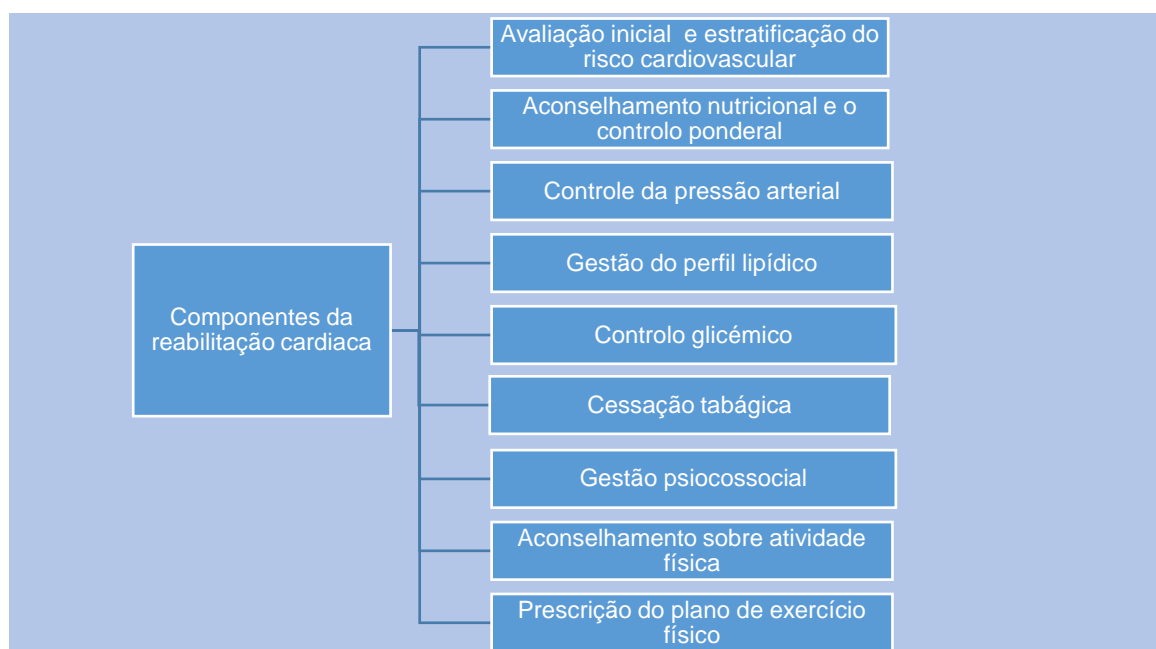 Avaliação inicial e estratificação do
risco cardiovascular
Aconselhamento nutricional e o
controlo ponderal
Controle da pressão arterial
Gestão do perfil lipídico
Componentes da
reabilitação cardiaca
Controlo glicémico
Cessação tabágica
Gestão psiocossocial
Aconselhamento sobre atividade
física
Prescrição do plano de exercício
físico